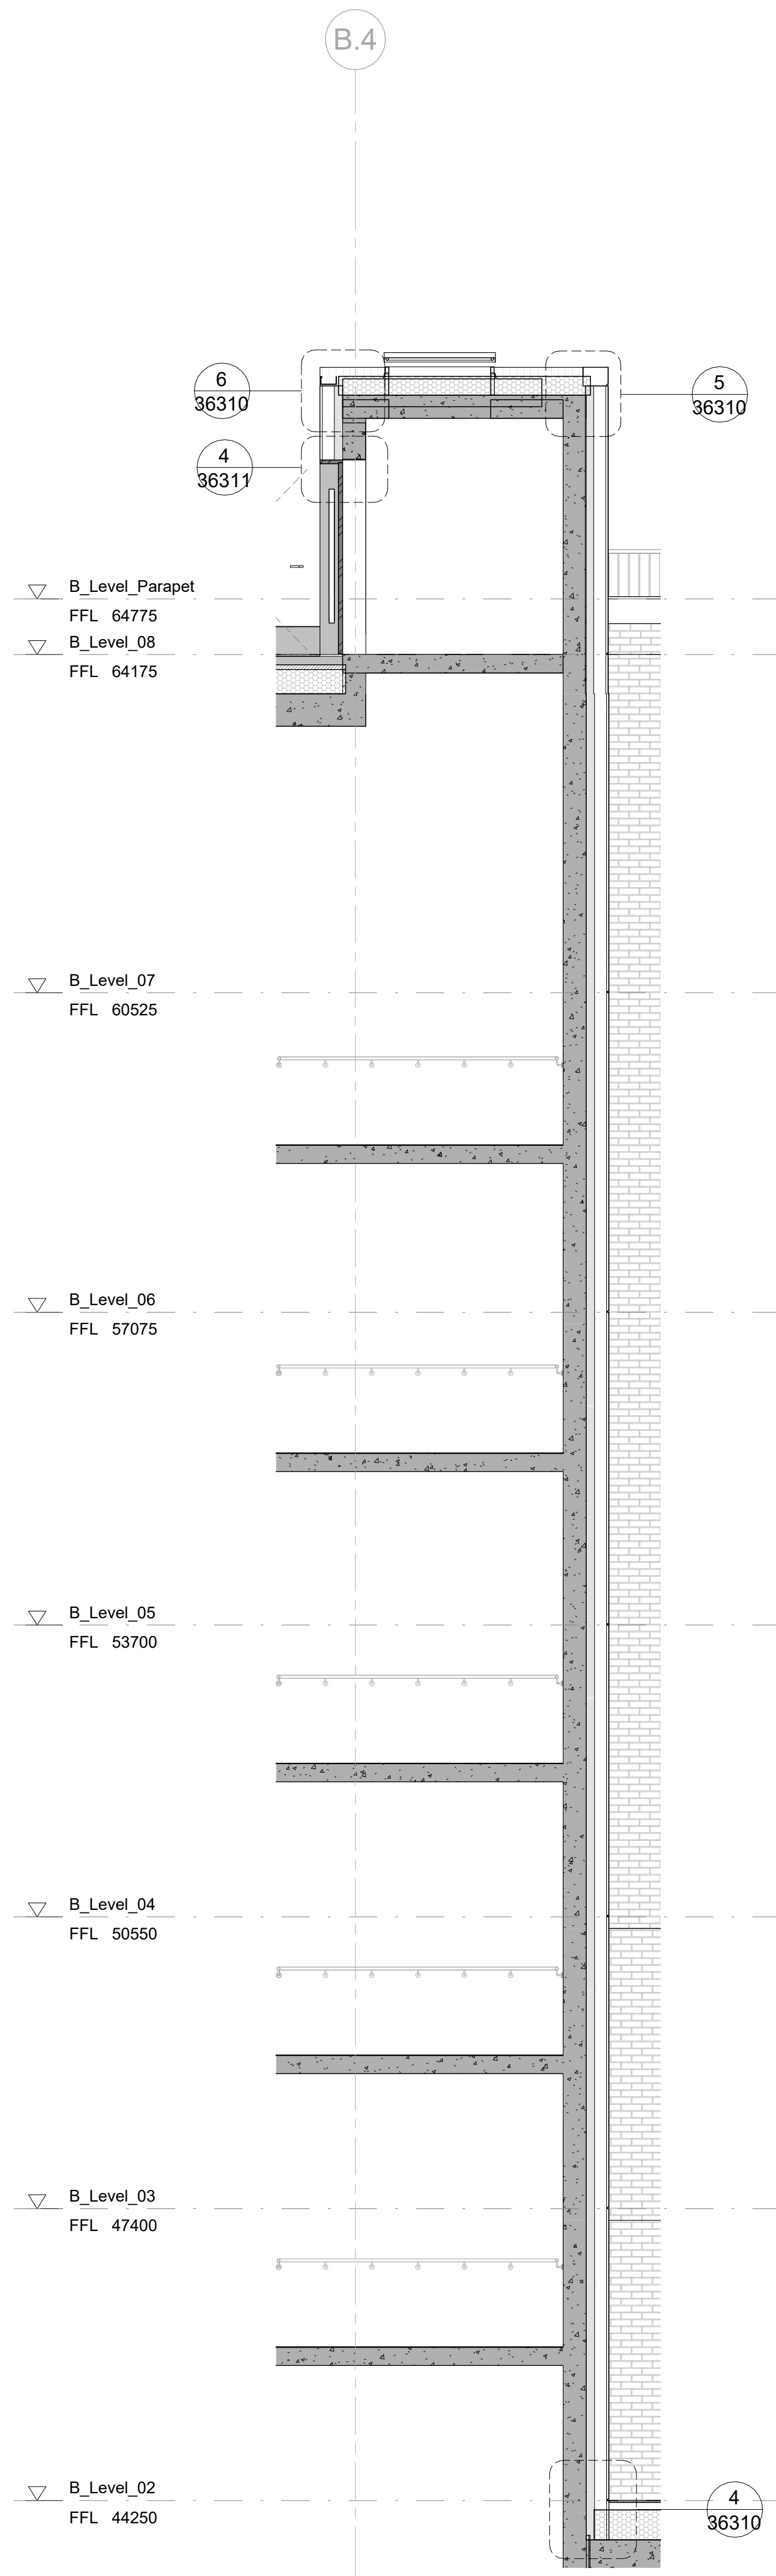 B.4
6
36310
5
36310
4
36311
B_Level_Parapet
FFL 64775
B_Level_08
FFL 64175
B_Level_07
FFL 60525
B_Level_06
FFL 57075
B_Level_05
FFL 53700
B_Level_04
FFL 50550
B_Level_03
FFL 47400
B_Level_02
FFL 44250
4
36310